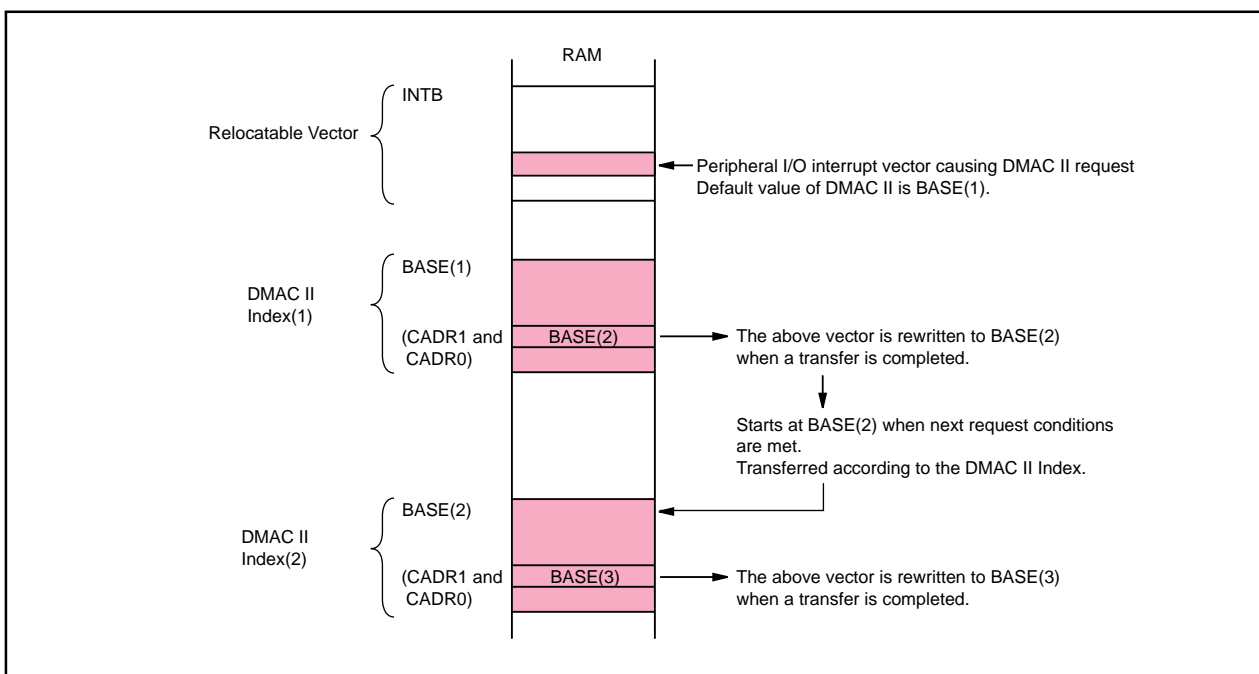 RAM
INTB
Relocatable Vector
Peripheral I/O interrupt vector causing DMAC II request
Default value of DMAC II is BASE(1).
BASE(1)
DMAC II
Index(1)
(CADR1 and
CADR0)
BASE(2)
The above vector is rewritten to BASE(2)
when a transfer is completed.
Starts at BASE(2) when next request conditions
are met.
Transferred according to the DMAC II Index.
BASE(2)
DMAC II
Index(2)
(CADR1 and
CADR0)
BASE(3)
The above vector is rewritten to BASE(3)
when a transfer is completed.